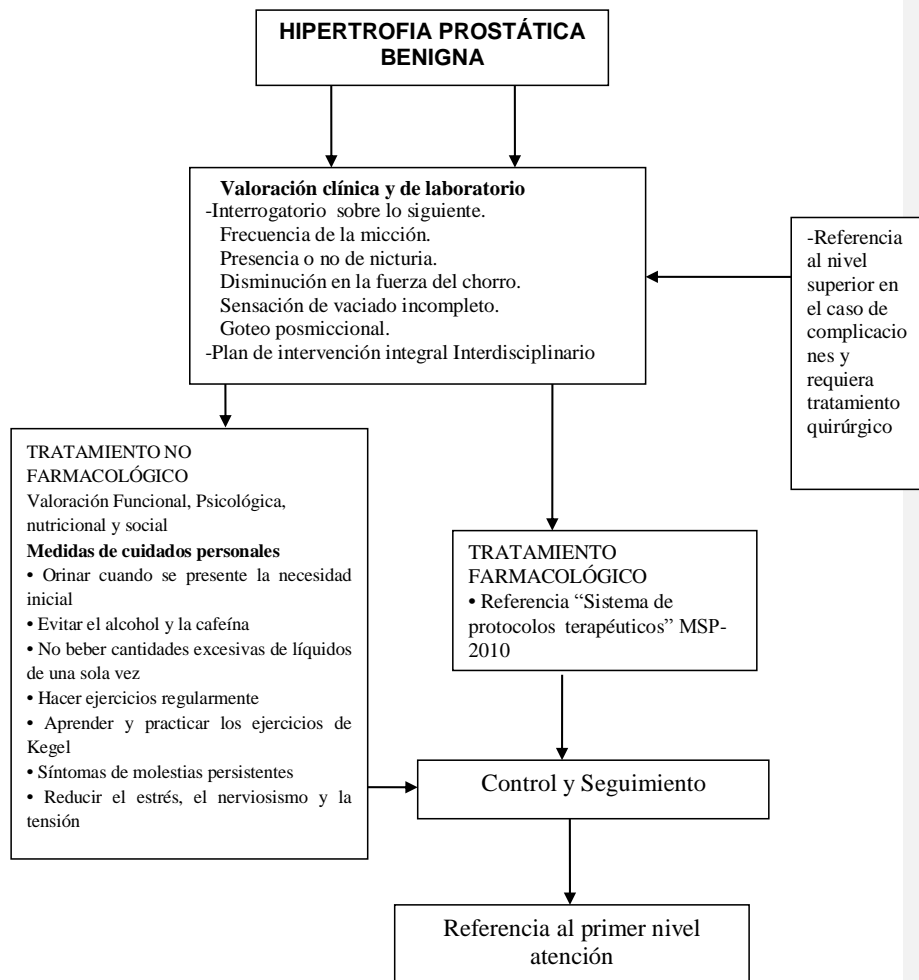 HIPERTROFIA PROSTÁTICA
BENIGNA
Valoración clínica y de laboratorio
-Interrogatorio sobre lo siguiente.
Frecuencia de la micción.
Presencia o no de nicturia.
Disminución en la fuerza del chorro.
Sensación de vaciado incompleto.
Goteo posmiccional.
-Plan de intervención integral Interdisciplinario
-Referencia
al nivel
superior en
el caso de
complicacio
nes y
requiera
tratamiento
quirúrgico
TRATAMIENTO NO
FARMACOLÓGICO
Valoración Funcional, Psicológica,
nutricional y social
Medidas de cuidados personales
• Orinar cuando se presente la necesidad
inicial
• Evitar el alcohol y la cafeína
• No beber cantidades excesivas de líquidos
de una sola vez
• Hacer ejercicios regularmente
• Aprender y practicar los ejercicios de
Kegel
• Síntomas de molestias persistentes
• Reducir el estrés, el nerviosismo y la
tensión
TRATAMIENTO
FARMACOLÓGICO
• Referencia “Sistema de
protocolos terapéuticos” MSP-
2010
Control y Seguimiento
Referencia al primer nivel
atención